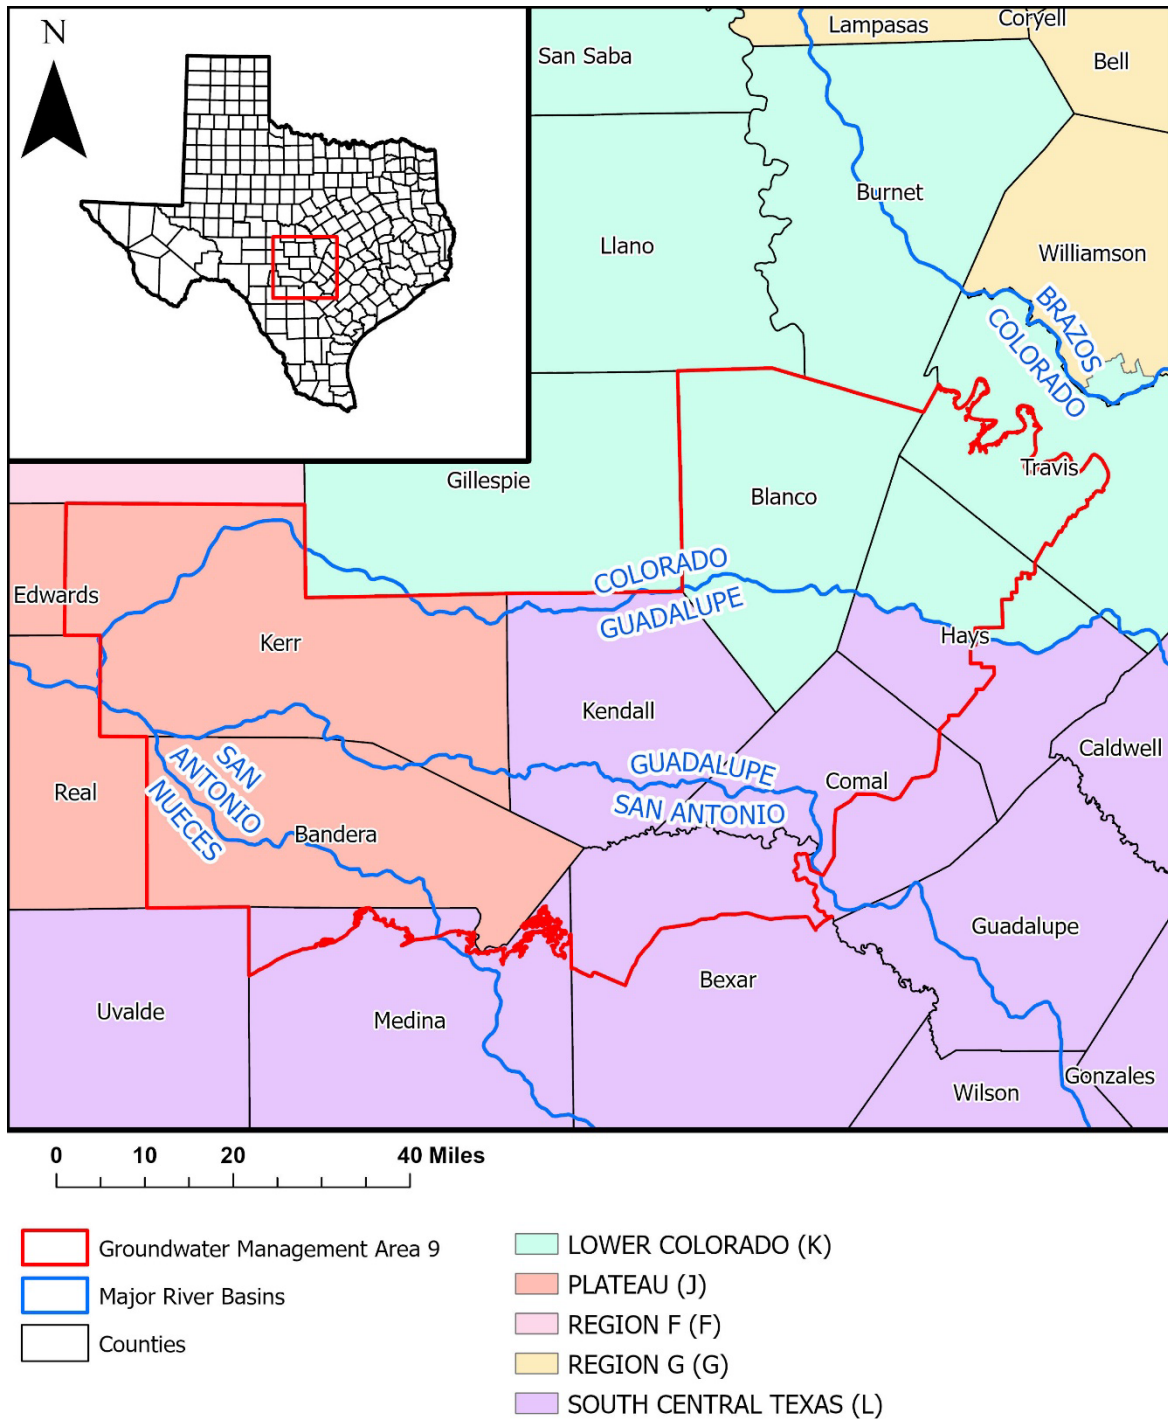 N
San Saba
Lampasas
Coryell
Bell
Burnet
Llano
Williamson
BRAZOS
COLORADO
Travis
Gillespie
Blanco
COLORADO
GUADALUPE
Edwards
Kerr
Hays
Kendall
Caldwell
SAN
ANTONIO
NUECES
GUADALUPE
SAN ANTONIO
Comal
Real
Bandera
Guadalupe
Uvalde
Medina
Bexar
Wilson
Gonzales
0 10 20 40 Miles
Groundwater Management Area 9
Major River Basins
Counties
LOWER COLORADO (K)
PLATEAU (J)
REGION F (F)
REGION G (G)
SOUTH CENTRAL TEXAS (L)